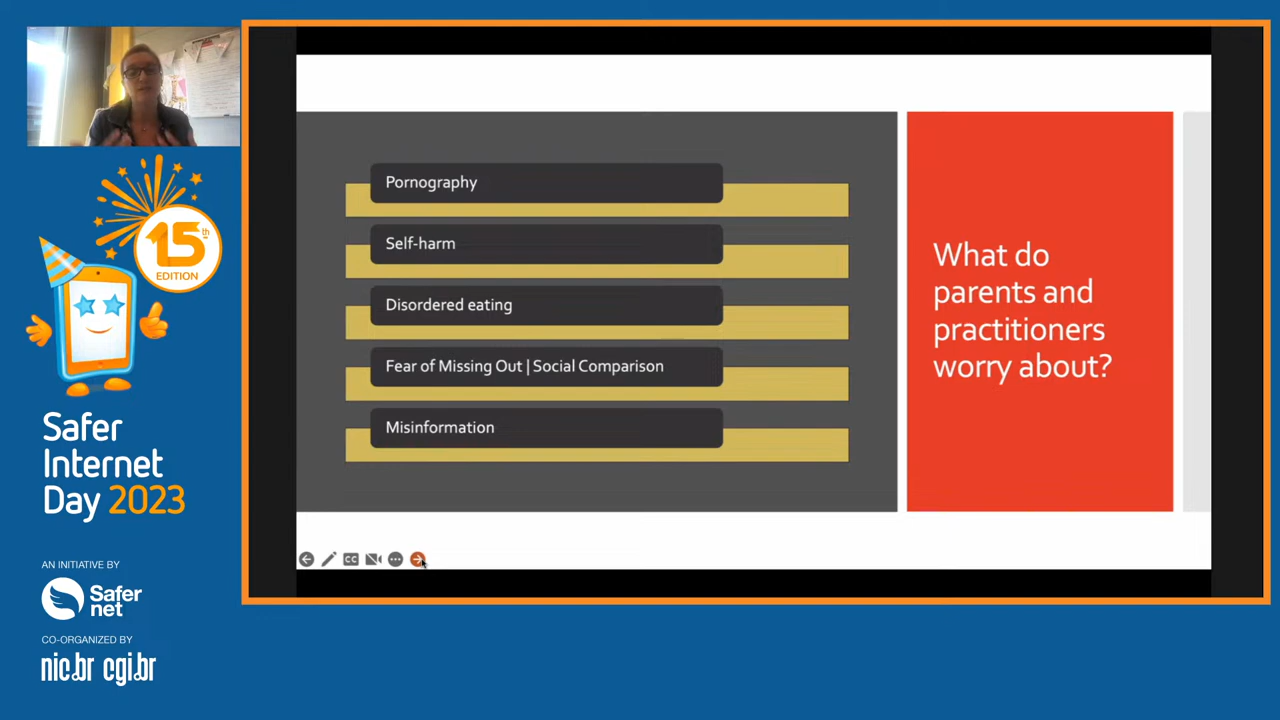 Pornography
Self-harm
Disordered eating
Fear of Missing Out | Social Comparison
Misinformation
What do
parents and
practitioners
worry about?
CC
15th
EDITION
Safer
Internet
Day 2023
AN INITIATIVE BY
Safer
net
CO-ORGANIZED BY
nic.br cgi.br